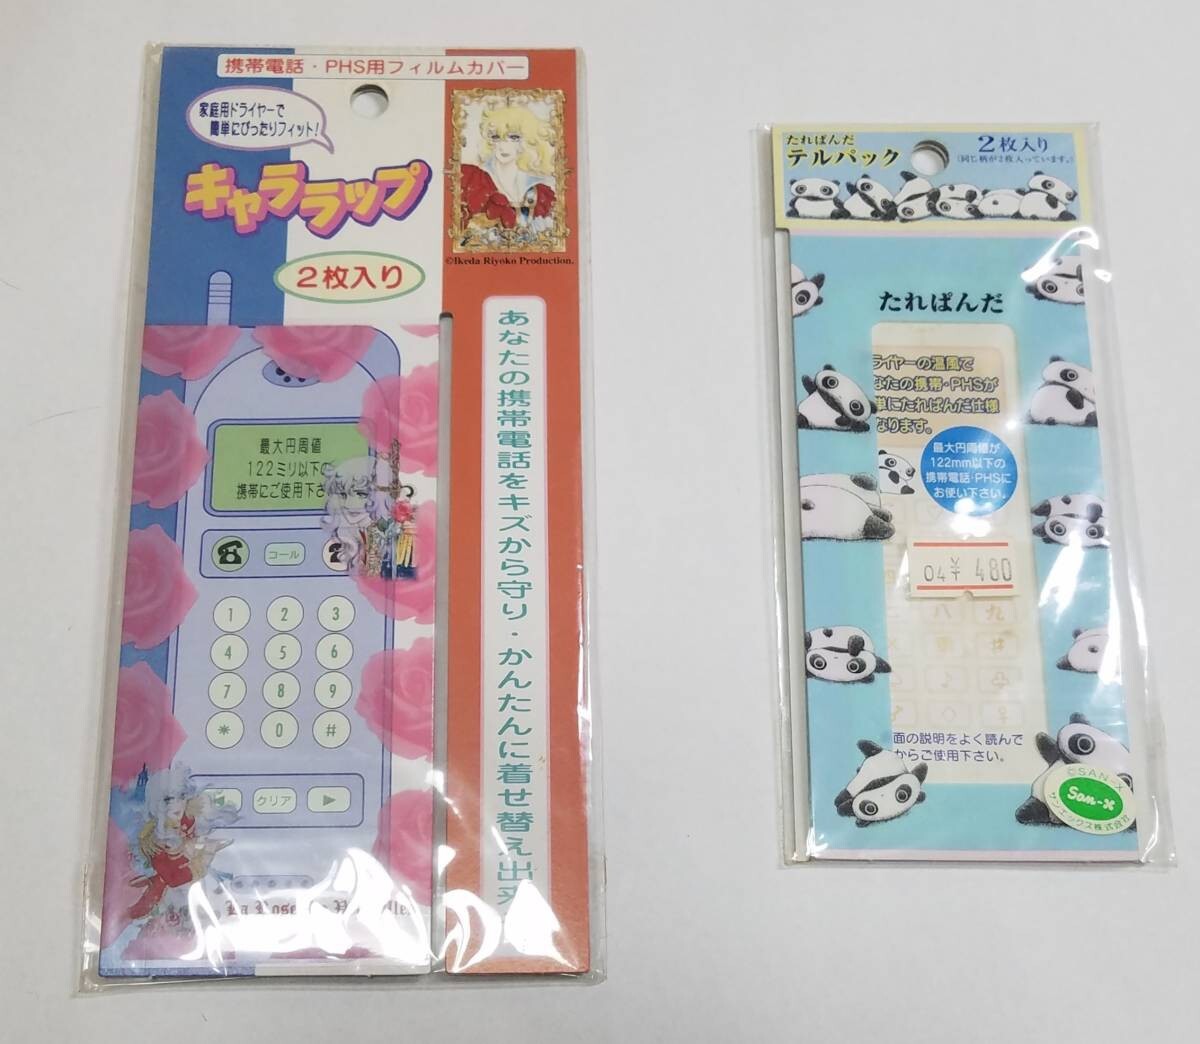 携帯電話・PHS用フィルムカバー
家庭用ドライヤーで
簡単にぴったりフィット!
キャララップ
2枚入り
©Ikeda Riyoko Production.
最大円周値
122ミリ以下の
携帯にご使用下さ
コール
1 2 3
4 5 6
7 8 9
* 0 #
クリア
La Rose
あなたの携帯電話をキズから守り・かんたんに着せ替え出来
たれぱんだ
テルパック
2枚入り
(同じ柄が2枚入っています。)
たれぱんだ
ライヤーの温風で
なたの携帯・PHSが
単にたれぱんだ仕様
なります。
最大円周値が
122mm以下の
携帯電話・PHSに
お使い下さい。
04 ¥ 480
八 九
面の説明をよく読んで
からご使用下さい。
©SAN-X
San-X
サンエックス株式会社